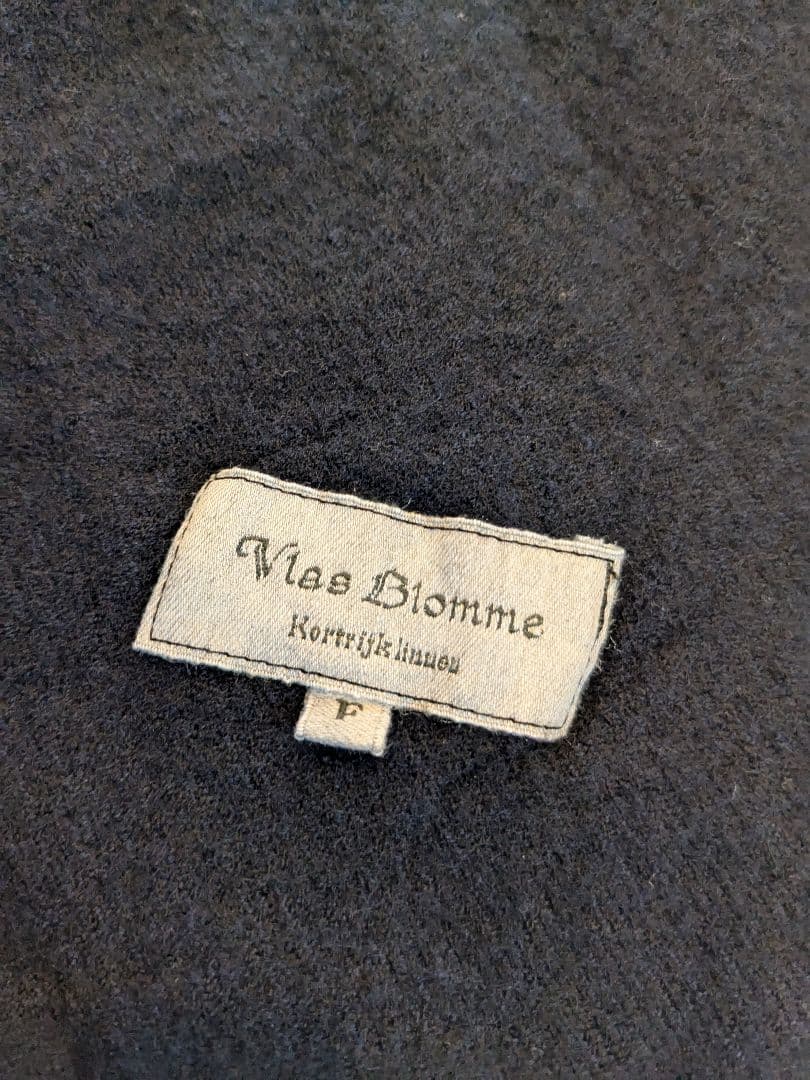 Vlas Blomme
Kortrijk linnen
F